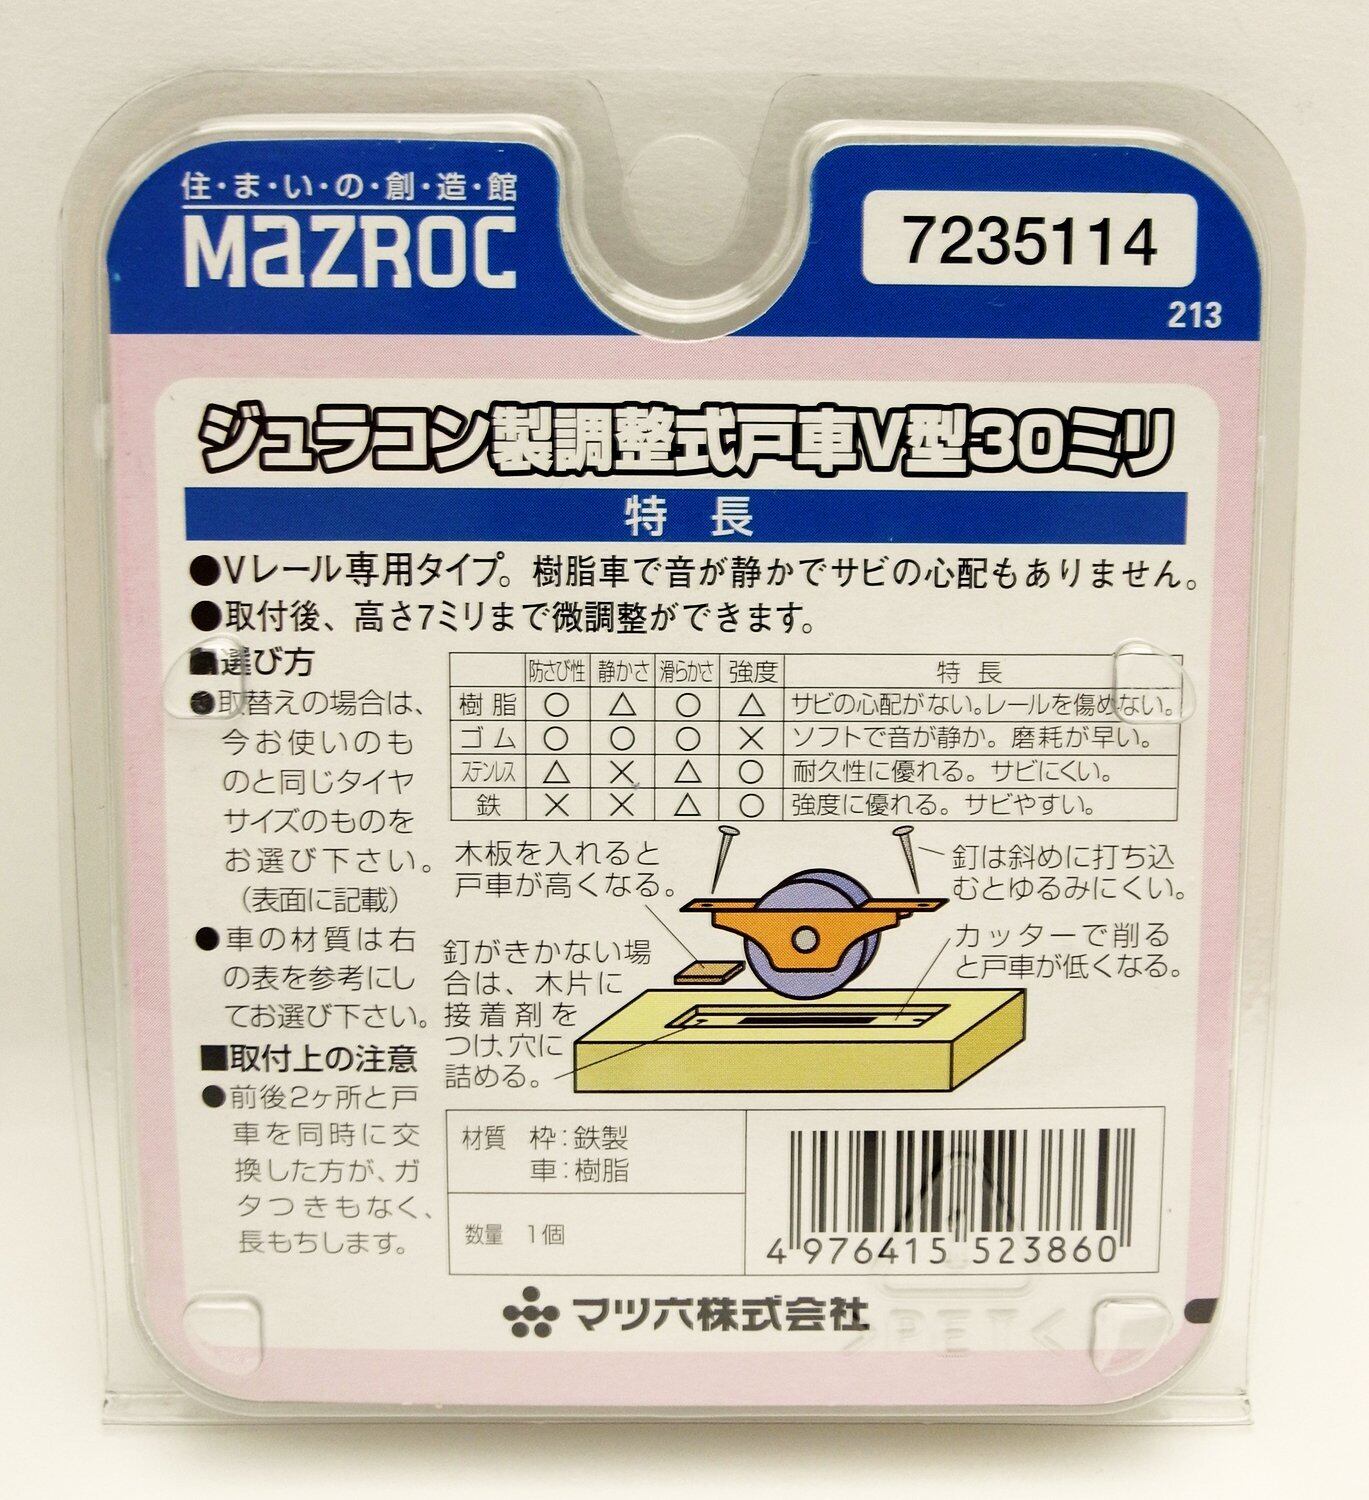 住・ま・い・の・創・造・館
MAZROC
7235114
213
ジュラコン製調整式戸車V型30ミリ
特長
●Vレール専用タイプ。樹脂車で音が静かでサビの心配もありません。
●取付後、高さ7ミリまで微調整ができます。
■選び方
●取替えの場合は、
今お使いのも
のと同じタイヤ
サイズのものを
お選び下さい。
(表面に記載)
●車の材質は右
の表を参考にし
てお選び下さい。
■取付上の注意
●前後2ヶ所と戸
車を同時に交
換した方が、ガ
タつきもなく、
長もちします。
防さび性 静かさ 滑らかさ 強度 特長
樹脂 ○ △ ○ △ サビの心配がない。レールを傷めない。
ゴム ○ ○ ○ × ソフトで音が静か。磨耗が早い。
ステンレス △ × △ ○ 耐久性に優れる。サビにくい。
鉄 × × △ ○ 強度に優れる。サビやすい。
木板を入れると
戸車が高くなる。
釘は斜めに打ち込
むとゆるみにくい。
釘がきかない場
合は、木片に
接着剤を
つけ、穴に
詰める。
カッターで削る
と戸車が低くなる。
材質 枠:鉄製
車:樹脂
数量 1個
4 976415 523860
マツ六株式会社
>PET<